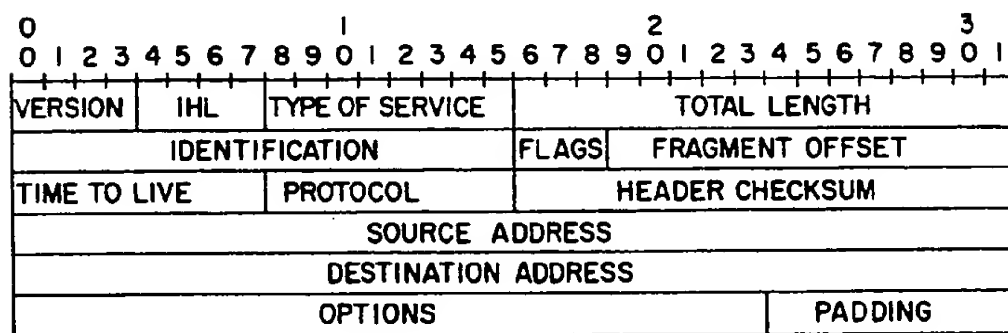 0 1 2 3
0 1 2 3 4 5 6 7 8 9 0 1 2 3 4 5 6 7 8 9 0 1 2 3 4 5 6 7 8 9 0 1
VERSION IHL TYPE OF SERVICE TOTAL LENGTH
IDENTIFICATION FLAGS FRAGMENT OFFSET
TIME TO LIVE PROTOCOL HEADER CHECKSUM
SOURCE ADDRESS
DESTINATION ADDRESS
OPTIONS PADDING